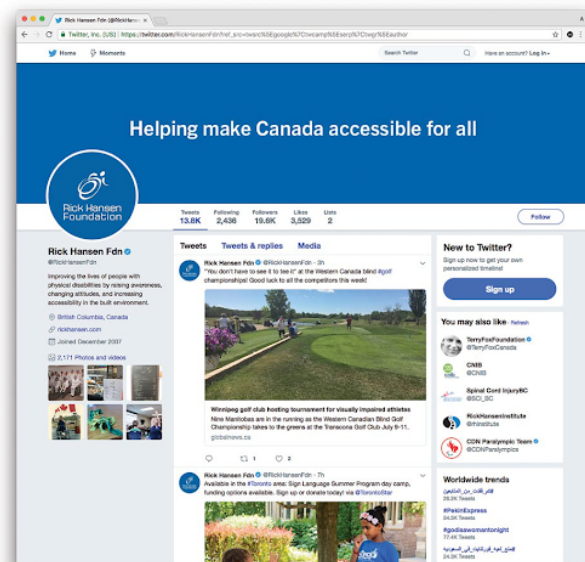 Rick Hansen Fdn (@RickHans
Twitter, Inc. [US]
Home
Moments
Search Twitter
Have an account? Log in
Helping make Canada accessible for all
Rick Hansen
Foundation
Tweets
13.8K
Following
2,436
Followers
19.6K
Likes
3,529
Lists
2
Follow
Rick Hansen Fdn
@RickHansenFdn
Improving the lives of people with
physical disabilities by raising awareness,
changing attitudes, and increasing
accessibility in the built environment.
British Columbia, Canada
rickhansen.com
Joined December 2007
2,171 Photos and videos
Tweets
Tweets & replies
Media
Rick Hansen Fdn @RickHansenFdn · 3h
"You don't have to see it to tee it" at the Western Canada blind #golf
championships! Good luck to all the competitors this week!
Winnipeg golf club hosting tournament for visually impaired athletes
Nine Manitobas are in the running as the Western Canadian Blind Golf
Championship takes to the greens at the Transcona Golf Club July 9-11.
globalnews.ca
1
2
Rick Hansen Fdn @RickHansenFdn · 7h
Available in the #Toronto area: Sign Language Summer Program day camp,
funding options available. Sign up or donate today! via @TorontoStar
New to Twitter?
Sign up now to get your own
personalized timeline!
Sign up
You may also like · Refresh
TerryFoxFoundation
@TerryFoxCanada
CNIB
@CNIB
Spinal Cord InjuryBC
@SCI_BC
RickHansenInstitute
@rhinstitute
CDN Paralympic Team
@CDNParalympics
Worldwide trends
#PekinExpress
#godisawomantonight
77.4K Tweets